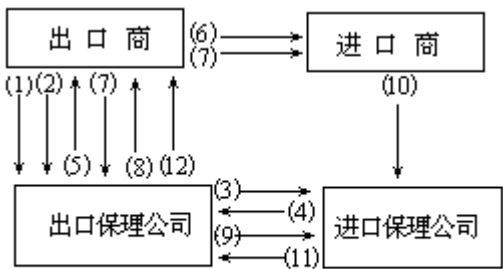 出口商 (6) 进口商
(7)
(1)(2) (7) (10)
(5) (8) (12)
(3)
出口保理公司 (4) 进口保理公司
(9)
(11)